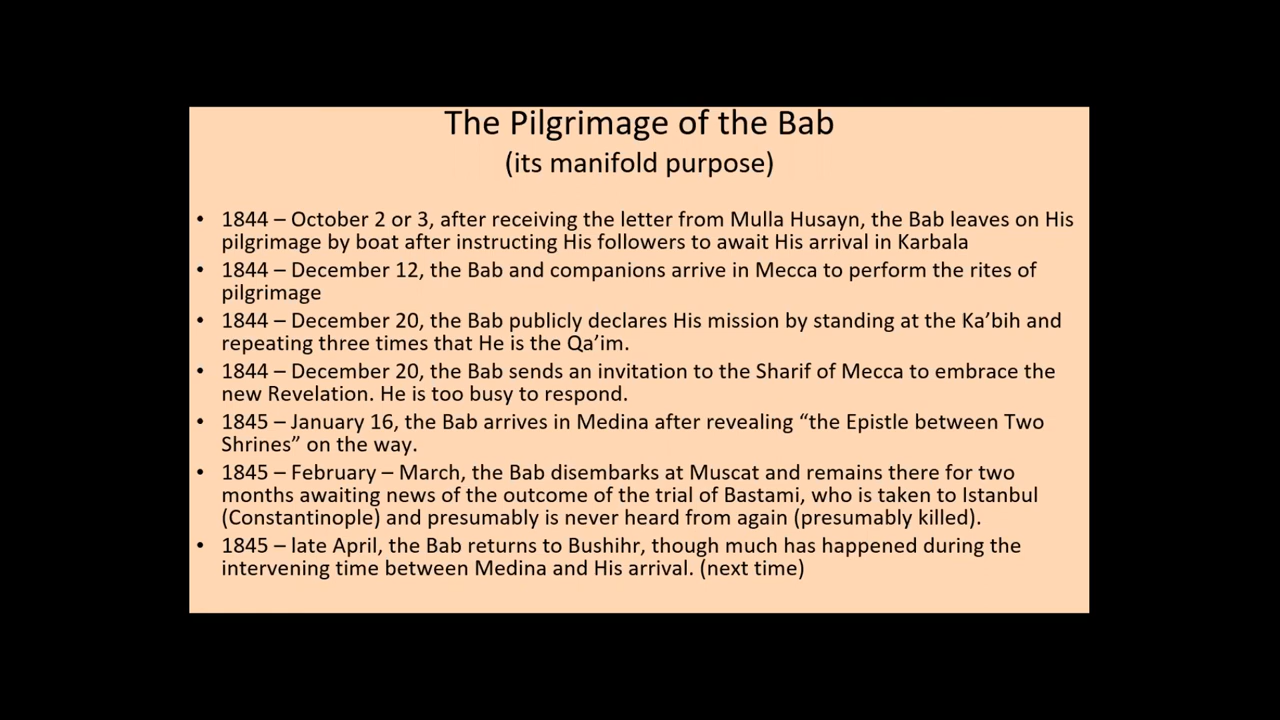 The Pilgrimage of the Bab
(its manifold purpose)
• 1844 – October 2 or 3, after receiving the letter from Mulla Husayn, the Bab leaves on His
pilgrimage by boat after instructing His followers to await His arrival in Karbala
• 1844 – December 12, the Bab and companions arrive in Mecca to perform the rites of
pilgrimage
• 1844 – December 20, the Bab publicly declares His mission by standing at the Ka’bih and
repeating three times that He is the Qa’im.
• 1844 – December 20, the Bab sends an invitation to the Sharif of Mecca to embrace the
new Revelation. He is too busy to respond.
• 1845 – January 16, the Bab arrives in Medina after revealing “the Epistle between Two
Shrines” on the way.
• 1845 – February – March, the Bab disembarks at Muscat and remains there for two
months awaiting news of the outcome of the trial of Bastami, who is taken to Istanbul
(Constantinople) and presumably is never heard from again (presumably killed).
• 1845 – late April, the Bab returns to Bushihr, though much has happened during the
intervening time between Medina and His arrival. (next time)